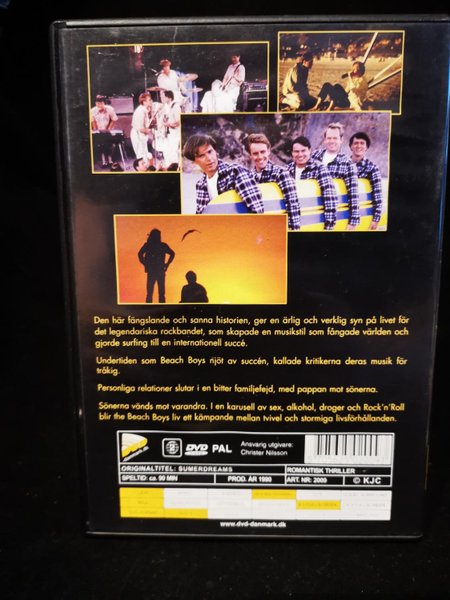 Den här fängslande och sanna historien, ger en ärlig och verklig syn på livet för
det legendariska rockbandet, som skapade en musikstil som fångade världen och
gjorde surfing till en internationell succé.
Undertiden som Beach Boys rijöt av succén, kallade kritikerna deras musik för
tråkig.
Personliga relationer slutar i en bitter familjefejd, med pappan mot sönerna.
Sönerna vänds mot varandra. I en karusell av sex, alkohol, droger och Rock'n'Roll
blir the Beach Boys liv ett kämpande mellan tvivel och stormiga livsförhållanden.
DVD PAL
Ansvarig utgivare:
Christer Nilsson
ORIGINALTITEL: SUMERDREAMS
ROMANTISK THRILLER
SPELTID: ca. 99 MIN
PROD. ÅR 1990
ART. NR: 2009
© KJC
www.dvd-danmark.dk